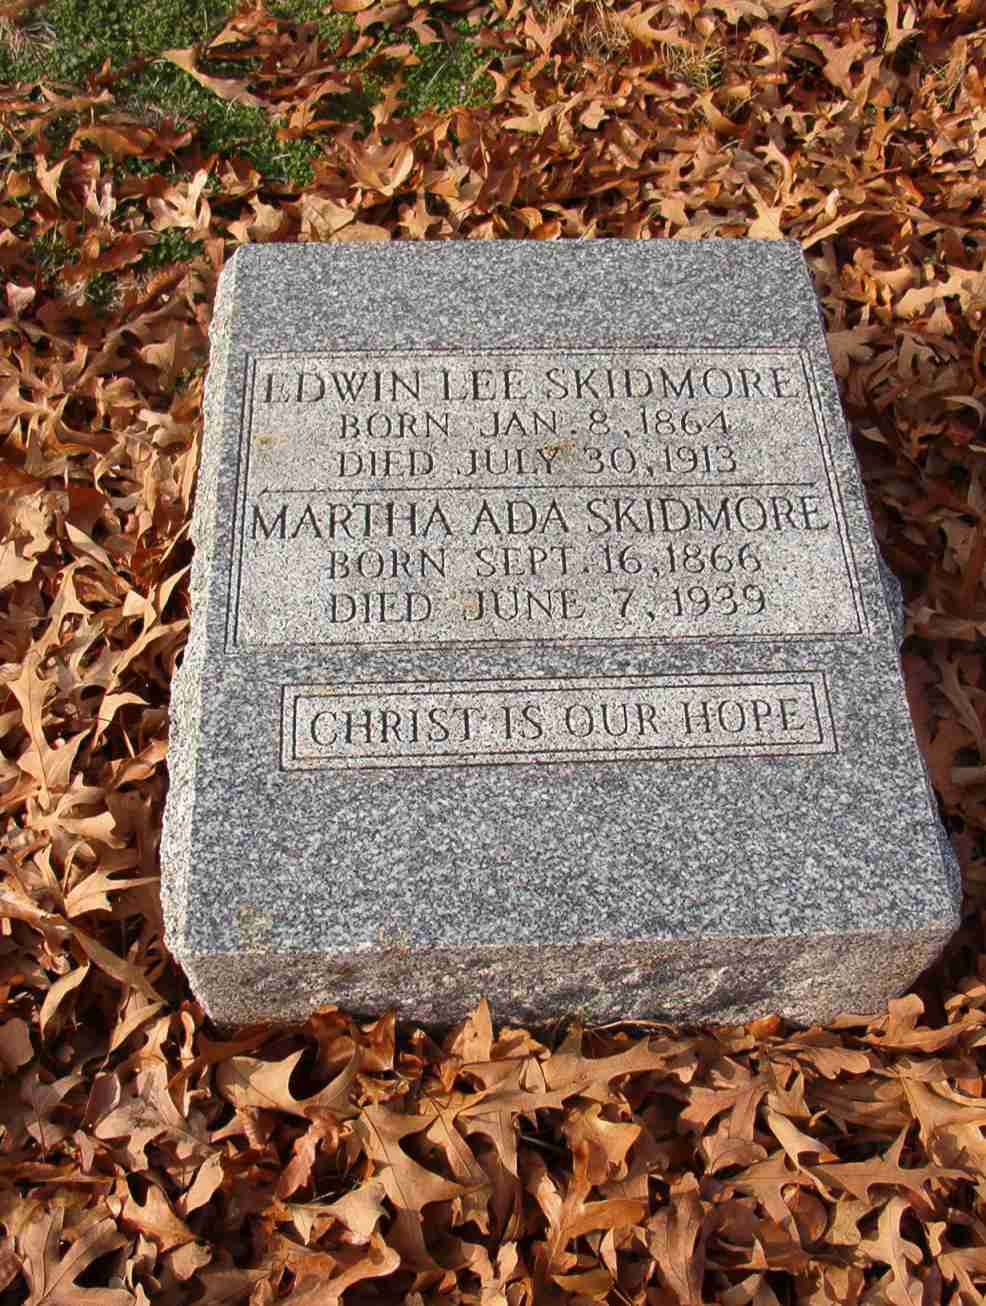 EDWIN LEE SKIDMORE
BORN JAN. 8, 1864
DIED JULY 30, 1913
MARTHA ADA SKIDMORE
BORN SEPT. 16, 1866
DIED JUNE 7, 1939
CHRIST IS OUR HOPE